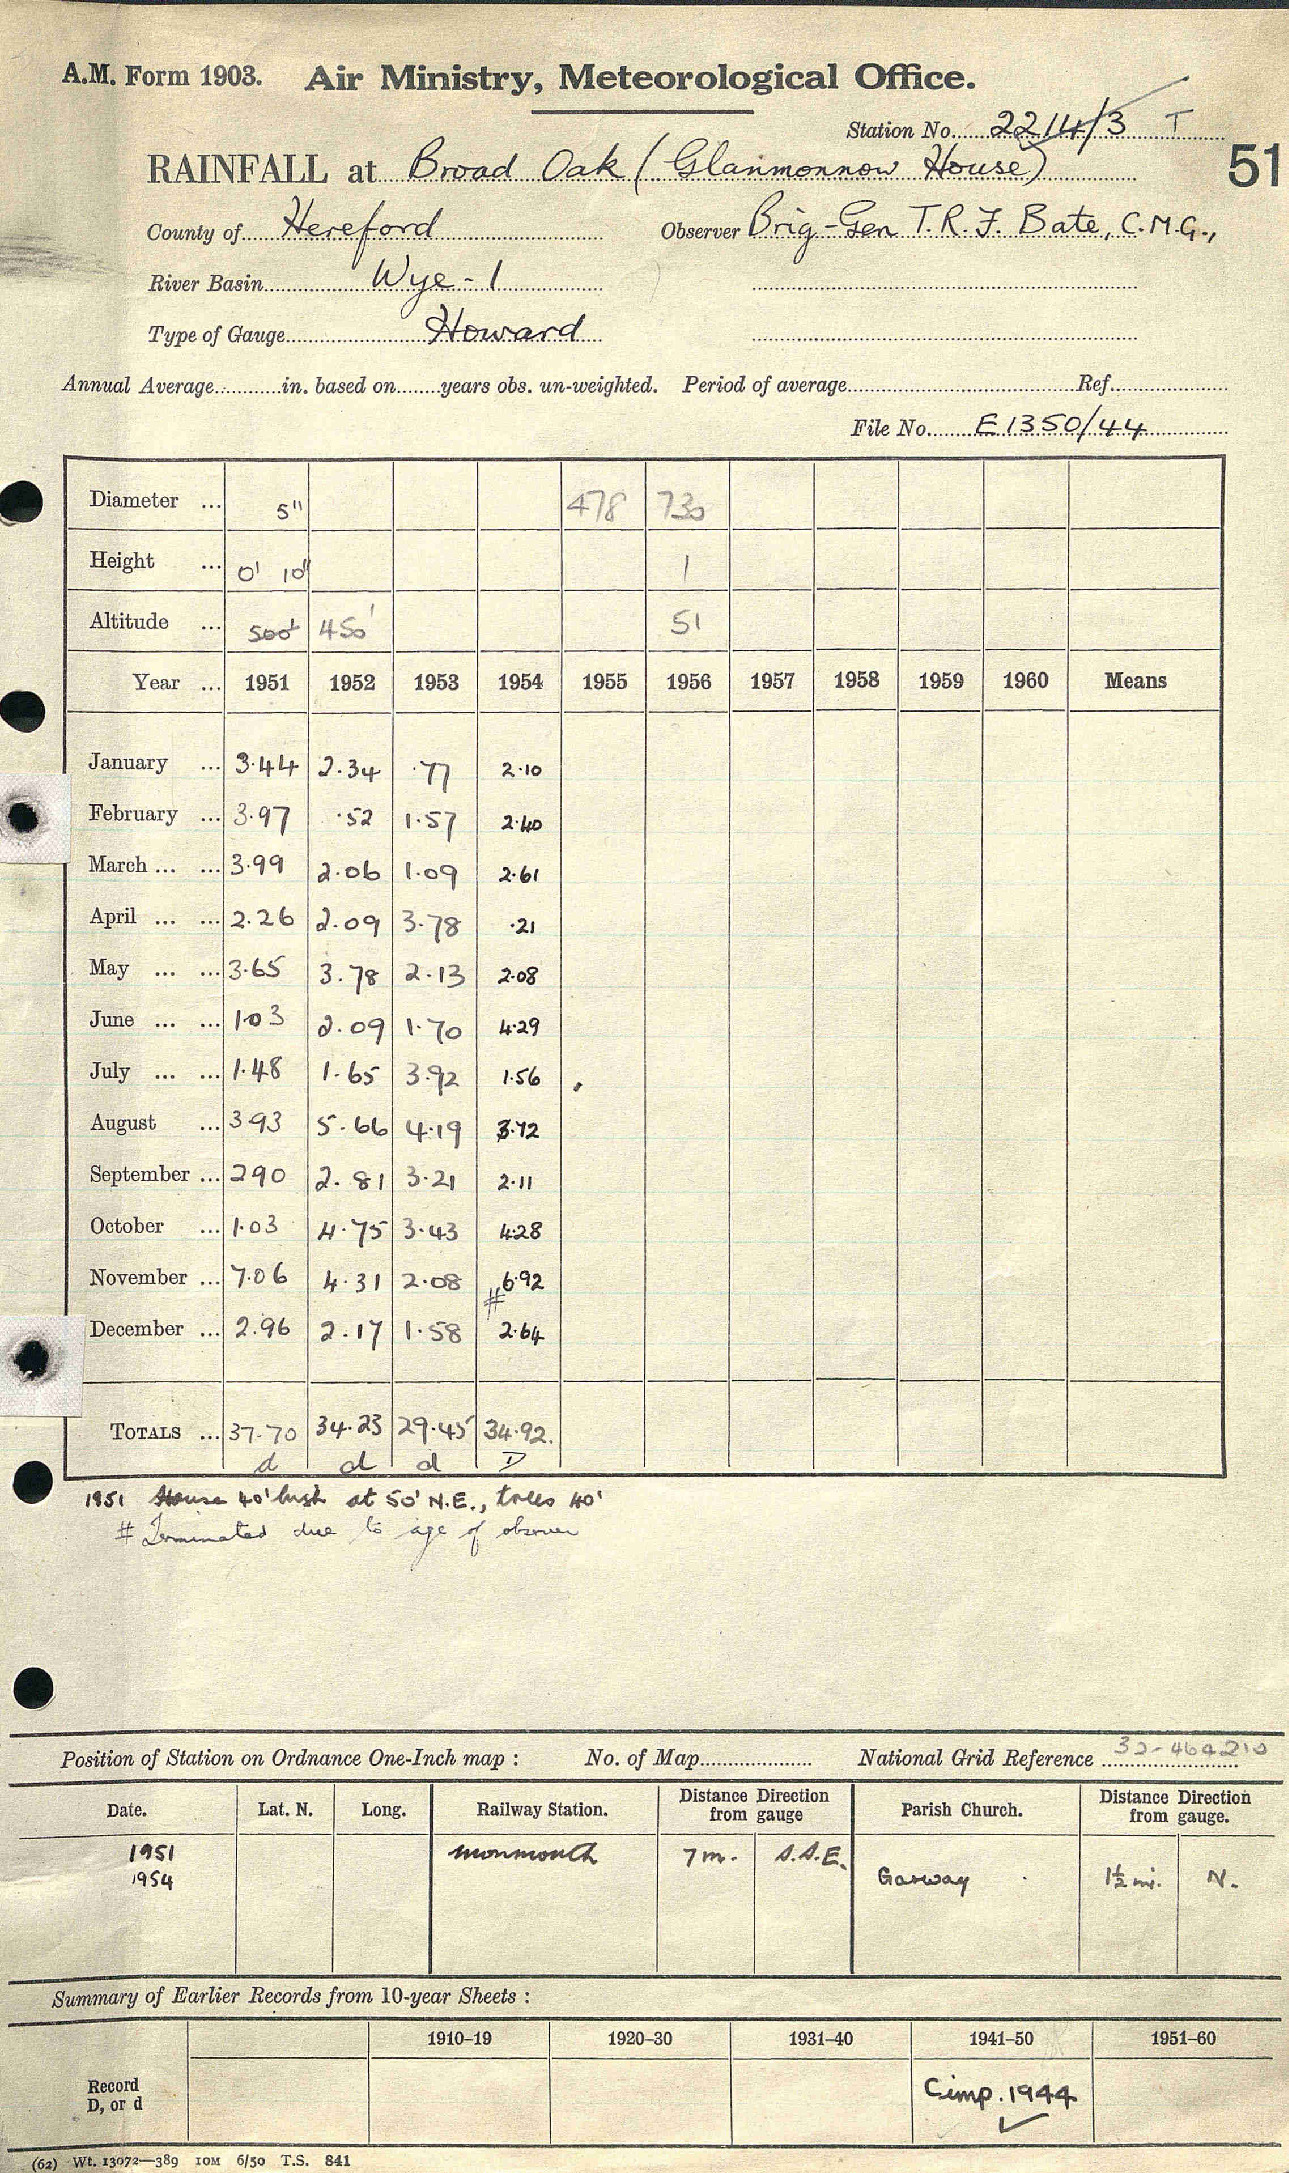 A.M. Form 1903. Air Ministry, Meteorological Office.
Station No. 2214/3 T
51
RAINFALL at Broad Oak (Glanmonnow House)
County of Hereford Observer Brig-Gen T.R.F. Bate, C.M.G.,
River Basin Wye - 1
Type of Gauge Howard
Annual Average in. based on years obs. un-weighted. Period of average Ref
File No. E1350/44
Diameter ... 5" 478 730
Height ... 0' 10" 1
Altitude ... 500' 450' 51
Year ... 1951 1952 1953 1954 1955 1956 1957 1958 1959 1960 Means
January ... 3.44 2.34 .77 2.10
February ... 3.97 .52 1.57 2.40
March ... ... 3.99 2.06 1.09 2.61
April ... ... 2.26 2.09 3.78 .21
May ... ... 3.65 3.78 2.13 2.08
June ... ... 1.03 2.09 1.70 4.29
July ... ... 1.48 1.65 3.92 1.56
August ... 3.93 5.66 4.19 3.72
September ... 2.90 2.81 3.21 2.11
October ... 1.03 4.75 3.43 4.28
November ... 7.06 4.31 2.08 6.92
#
December ... 2.96 2.17 1.58 2.64
TOTALS ... 37.70 34.23 29.45 34.92.
d d d D
1951 House 40' high at 50' N.E., trees 40'
# Terminated due to age of observer
Position of Station on Ordnance One-Inch map : No. of Map National Grid Reference 32-464210
Date. Lat. N. Long. Railway Station. Distance Direction from gauge Parish Church. Distance Direction from gauge.
1951 Monmouth 7 m. S.S.E.
1954 Garway 1½ mi. N.
Summary of Earlier Records from 10-year Sheets :
1910–19 1920–30 1931–40 1941–50 1951–60
Record D, or d Cimp. 1944 ✓
(62) Wt. 13072—389 10M 6/50 T.S. 841